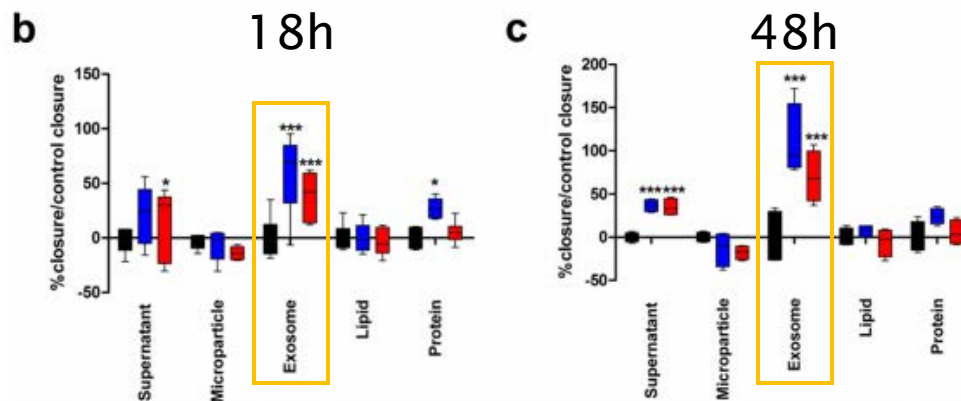 b
18h
%closure/control closure
150
100
50
0
-50
***
***
*
*
Supernatant
Microparticle
Exosome
Lipid
Protein
c
48h
%closure/control closure
200
150
100
50
0
-50
***
***
******
Supernatant
Microparticle
Exosome
Lipid
Protein